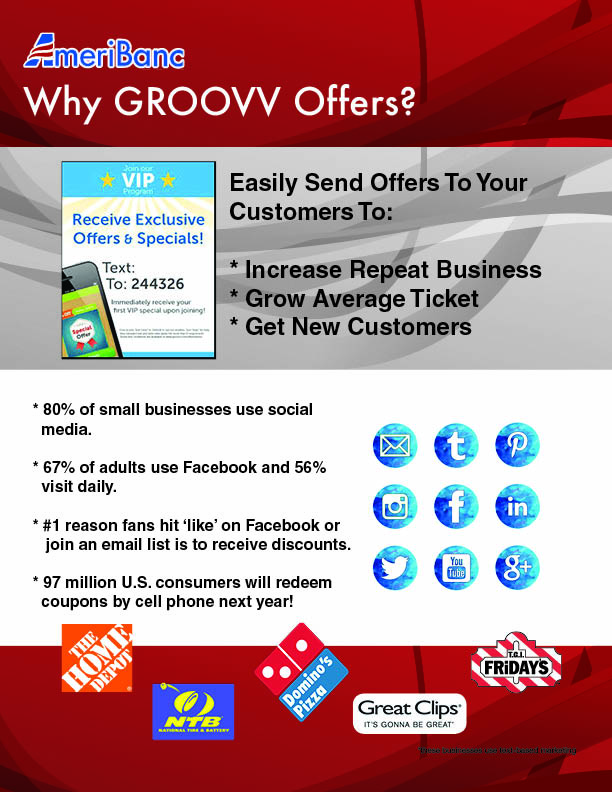 AmeriBanc
Why GROOVV Offers?
Join our
VIP
Program
Receive Exclusive
Offers & Specials!
Text:
To: 244326
Immediately receive your
first VIP special upon joining!
Special
Offer
Easily Send Offers To Your
Customers To:
* Increase Repeat Business
* Grow Average Ticket
* Get New Customers
* 80% of small businesses use social
media.
* 67% of adults use Facebook and 56%
visit daily.
* #1 reason fans hit ‘like’ on Facebook or
join an email list is to receive discounts.
* 97 million U.S. consumers will redeem
coupons by cell phone next year!
t
p
f
in
You
Tube
g+
THE
HOME
DEPOT
NTB
NATIONAL TIRE & BATTERY
Domino's
Pizza
Great Clips®
IT'S GONNA BE GREAT®
T.G.I.
FRiDAY'S